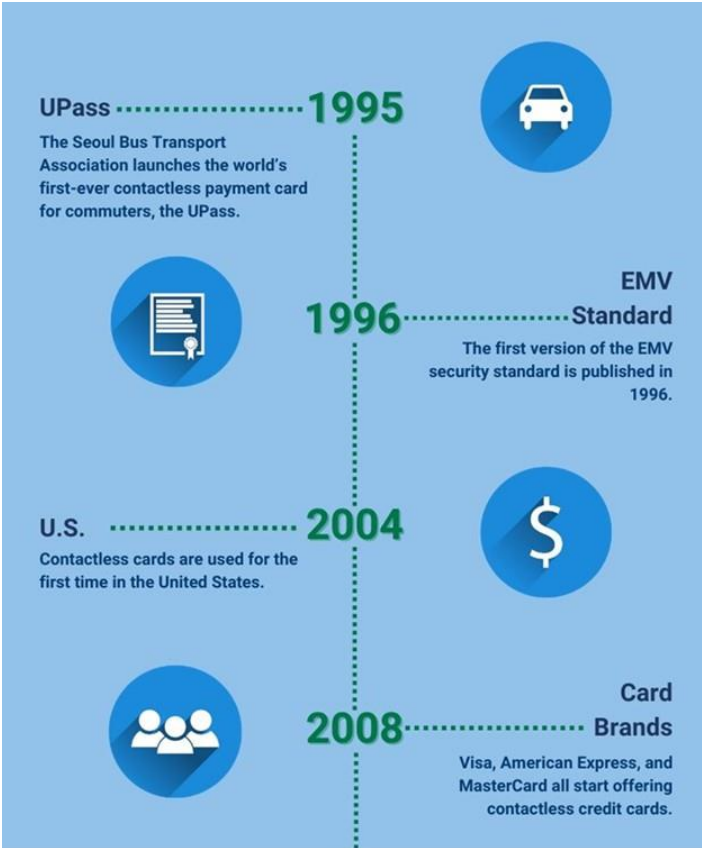 UPass
1995
The Seoul Bus Transport
Association launches the world's
first-ever contactless payment card
for commuters, the UPass.
EMV
1996
Standard
The first version of the EMV
security standard is published in
1996.
U.S.
2004
Contactless cards are used for the
first time in the United States.
Card
2008
Brands
Visa, American Express, and
MasterCard all start offering
contactless credit cards.